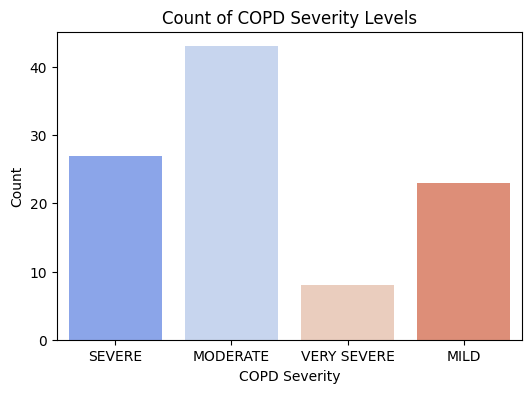 Count of COPD Severity Levels
Count
40
30
20
10
0
SEVERE MODERATE VERY SEVERE MILD
COPD Severity